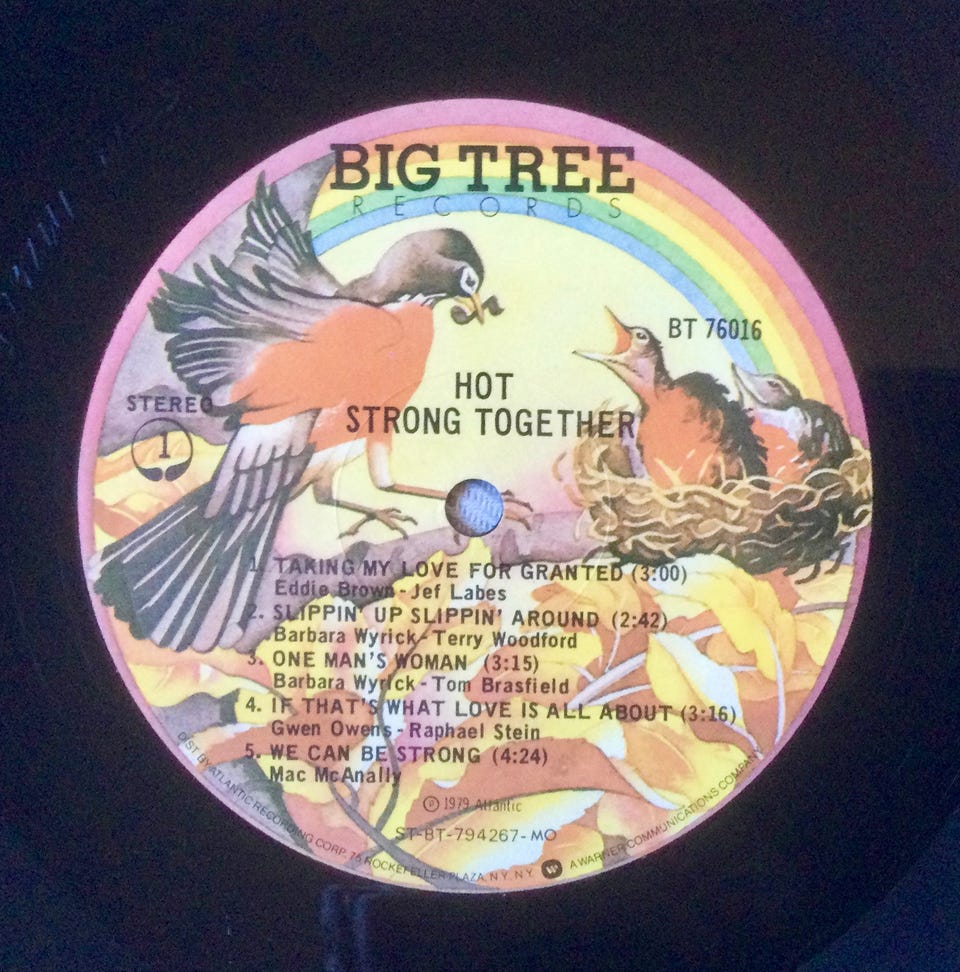 BIG TREE
RECORDS
BT 76016
HOT
STRONG TOGETHER
STEREO
1
1. TAKING MY LOVE FOR GRANTED (3:00)
Eddie Brown - Jef Labes
2. SLIPPIN' UP SLIPPIN' AROUND (2:42)
Barbara Wyrick - Terry Woodford
3. ONE MAN'S WOMAN (3:15)
Barbara Wyrick - Tom Brasfield
4. IF THAT'S WHAT LOVE IS ALL ABOUT (3:16)
Gwen Owens - Raphael Stein
5. WE CAN BE STRONG (4:24)
Mac McAnally
℗ 1979 Atlantic
ST-BT-794267-MO
DIST. BY ATLANTIC RECORDING CORP. 75 ROCKEFELLER PLAZA, N.Y. N.Y. A WARNER COMMUNICATIONS COMPANY